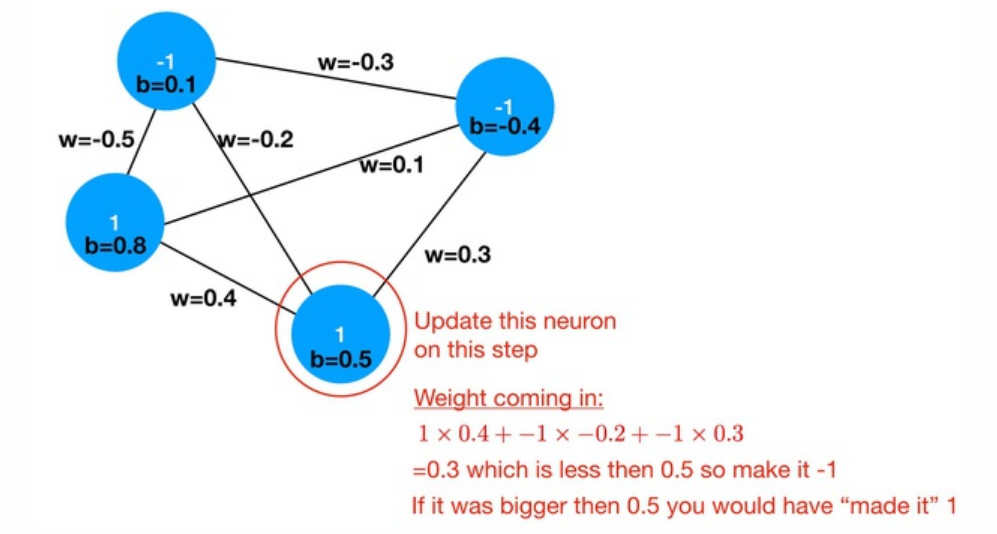 -1
b=0.1
w=-0.3
-1
b=-0.4
w=-0.5
w=-0.2
w=0.1
1
b=0.8
w=0.3
w=0.4
1
b=0.5
Update this neuron
on this step
Weight coming in:
1 × 0.4 + −1 × −0.2 + −1 × 0.3
=0.3 which is less then 0.5 so make it -1
If it was bigger then 0.5 you would have “made it” 1